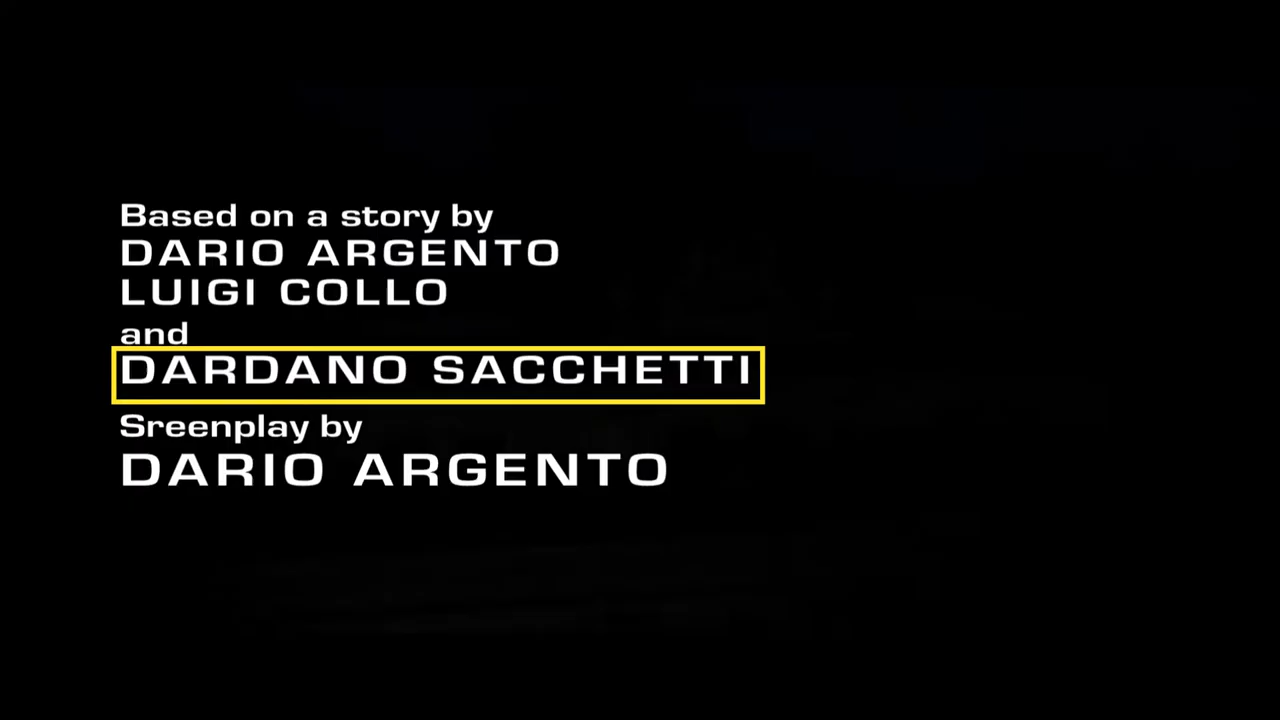 Based on a story by
DARIO ARGENTO
LUIGI COLLO
and
DARDANO SACCHETTI
Sreenplay by
DARIO ARGENTO